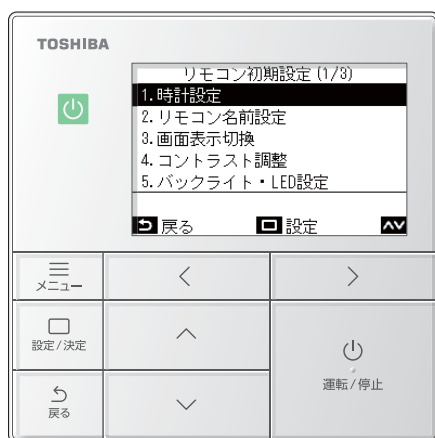 TOSHIBA
リモコン初期設定(1/3)
1.時計設定
2.リモコン名前設定
3.画面表示切換
4.コントラスト調整
5.バックライト・LED設定
戻る 設定
メニュー
設定/決定
運転/停止
戻る